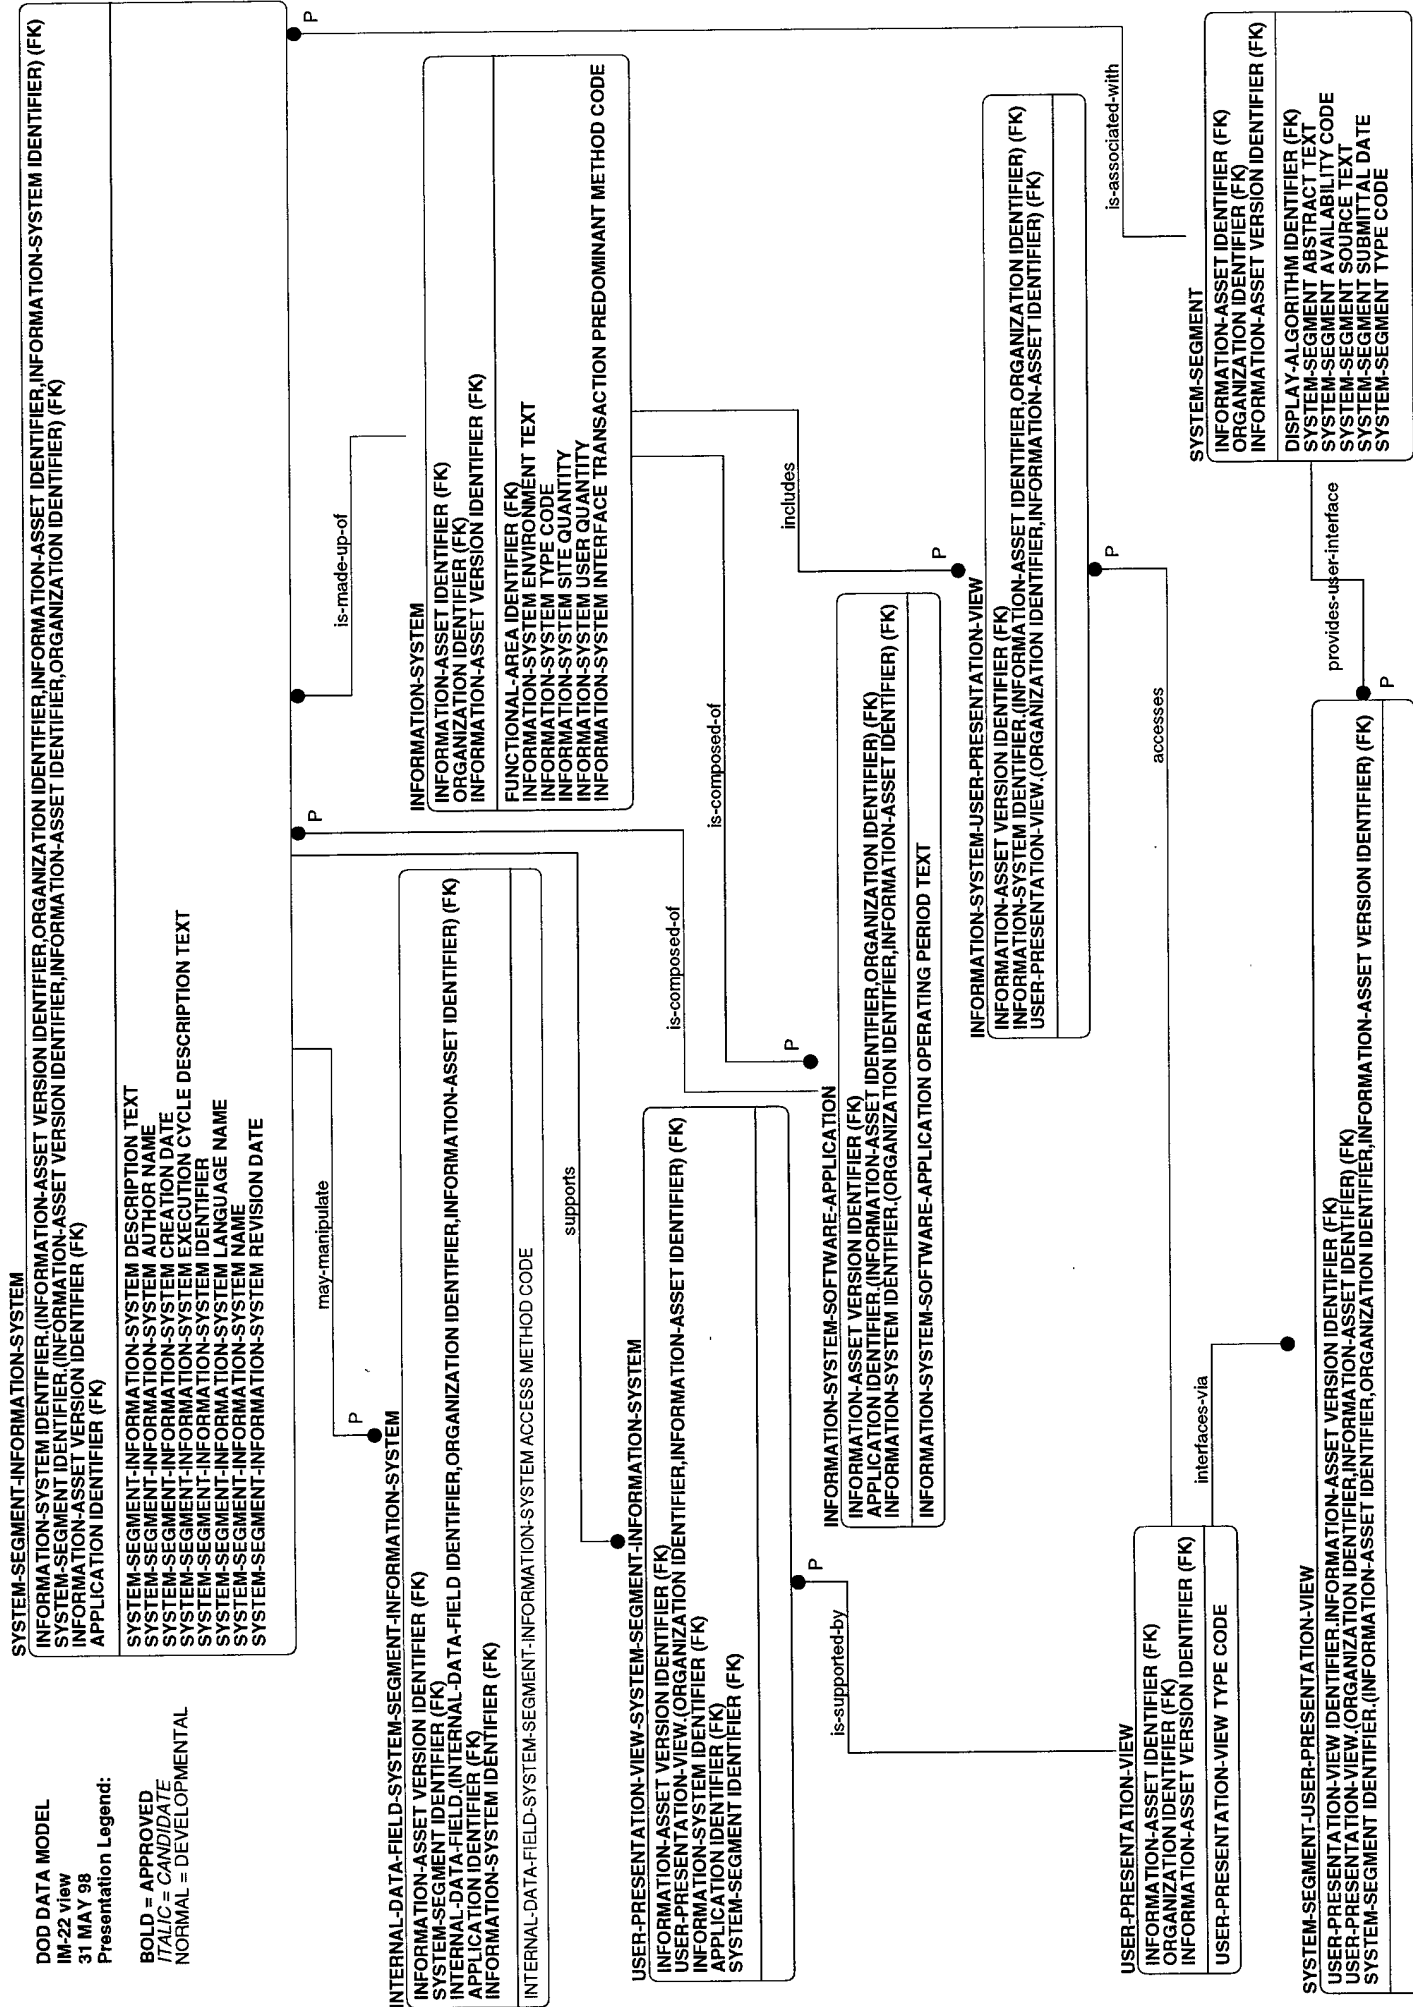 DOD DATA MODEL
IM-22 view
31 MAY 98
Presentation Legend:
BOLD = APPROVED
ITALIC = CANDIDATE
NORMAL = DEVELOPMENTAL
SYSTEM-SEGMENT-INFORMATION-SYSTEM
INFORMATION-SYSTEM IDENTIFIER.(INFORMATION-ASSET VERSION IDENTIFIER,ORGANIZATION IDENTIFIER,INFORMATION-ASSET IDENTIFIER,INFORMATION-SYSTEM IDENTIFIER) (FK)
SYSTEM-SEGMENT IDENTIFIER.(INFORMATION-ASSET VERSION IDENTIFIER,INFORMATION-ASSET IDENTIFIER,ORGANIZATION IDENTIFIER) (FK)
INFORMATION-ASSET VERSION IDENTIFIER (FK)
APPLICATION IDENTIFIER (FK)
SYSTEM-SEGMENT-INFORMATION-SYSTEM DESCRIPTION TEXT
SYSTEM-SEGMENT-INFORMATION-SYSTEM AUTHOR NAME
SYSTEM-SEGMENT-INFORMATION-SYSTEM CREATION DATE
SYSTEM-SEGMENT-INFORMATION-SYSTEM EXECUTION CYCLE DESCRIPTION TEXT
SYSTEM-SEGMENT-INFORMATION-SYSTEM IDENTIFIER
SYSTEM-SEGMENT-INFORMATION-SYSTEM LANGUAGE NAME
SYSTEM-SEGMENT-INFORMATION-SYSTEM NAME
SYSTEM-SEGMENT-INFORMATION-SYSTEM REVISION DATE
P
may-manipulate
P
is-made-up-of
P
INTERNAL-DATA-FIELD-SYSTEM-SEGMENT-INFORMATION-SYSTEM
INFORMATION-ASSET VERSION IDENTIFIER (FK)
SYSTEM-SEGMENT IDENTIFIER (FK)
INTERNAL-DATA-FIELD.(INTERNAL-DATA-FIELD IDENTIFIER,ORGANIZATION IDENTIFIER,INFORMATION-ASSET IDENTIFIER) (FK)
APPLICATION IDENTIFIER (FK)
INFORMATION-SYSTEM IDENTIFIER (FK)
INTERNAL-DATA-FIELD-SYSTEM-SEGMENT-INFORMATION-SYSTEM ACCESS METHOD CODE
INFORMATION-SYSTEM
INFORMATION-ASSET IDENTIFIER (FK)
ORGANIZATION IDENTIFIER (FK)
INFORMATION-ASSET VERSION IDENTIFIER (FK)
FUNCTIONAL-AREA IDENTIFIER (FK)
INFORMATION-SYSTEM ENVIRONMENT TEXT
INFORMATION-SYSTEM TYPE CODE
INFORMATION-SYSTEM SITE QUANTITY
INFORMATION-SYSTEM USER QUANTITY
INFORMATION-SYSTEM INTERFACE TRANSACTION PREDOMINANT METHOD CODE
supports
is-composed-of
is-composed-of
includes
USER-PRESENTATION-VIEW-SYSTEM-SEGMENT-INFORMATION-SYSTEM
INFORMATION-ASSET VERSION IDENTIFIER (FK)
USER-PRESENTATION-VIEW.(ORGANIZATION IDENTIFIER,INFORMATION-ASSET IDENTIFIER) (FK)
INFORMATION-SYSTEM IDENTIFIER (FK)
APPLICATION IDENTIFIER (FK)
SYSTEM-SEGMENT IDENTIFIER (FK)
P
P
INFORMATION-SYSTEM-SOFTWARE-APPLICATION
INFORMATION-ASSET VERSION IDENTIFIER (FK)
APPLICATION IDENTIFIER.(INFORMATION-ASSET IDENTIFIER,ORGANIZATION IDENTIFIER) (FK)
INFORMATION-SYSTEM IDENTIFIER.(ORGANIZATION IDENTIFIER,INFORMATION-ASSET IDENTIFIER) (FK)
INFORMATION-SYSTEM-SOFTWARE-APPLICATION OPERATING PERIOD TEXT
is-supported-by
P
INFORMATION-SYSTEM-USER-PRESENTATION-VIEW
INFORMATION-ASSET VERSION IDENTIFIER (FK)
INFORMATION-SYSTEM IDENTIFIER.(INFORMATION-ASSET IDENTIFIER,ORGANIZATION IDENTIFIER) (FK)
USER-PRESENTATION-VIEW.(ORGANIZATION IDENTIFIER,INFORMATION-ASSET IDENTIFIER) (FK)
P
is-associated-with
accesses
USER-PRESENTATION-VIEW
INFORMATION-ASSET IDENTIFIER (FK)
ORGANIZATION IDENTIFIER (FK)
INFORMATION-ASSET VERSION IDENTIFIER (FK)
USER-PRESENTATION-VIEW TYPE CODE
interfaces-via
SYSTEM-SEGMENT
INFORMATION-ASSET IDENTIFIER (FK)
ORGANIZATION IDENTIFIER (FK)
INFORMATION-ASSET VERSION IDENTIFIER (FK)
DISPLAY-ALGORITHM IDENTIFIER (FK)
SYSTEM-SEGMENT ABSTRACT TEXT
SYSTEM-SEGMENT AVAILABILITY CODE
SYSTEM-SEGMENT SOURCE TEXT
SYSTEM-SEGMENT SUBMITTAL DATE
SYSTEM-SEGMENT TYPE CODE
provides-user-interface
P
SYSTEM-SEGMENT-USER-PRESENTATION-VIEW
USER-PRESENTATION-VIEW IDENTIFIER.INFORMATION-ASSET VERSION IDENTIFIER (FK)
USER-PRESENTATION-VIEW.(ORGANIZATION IDENTIFIER,INFORMATION-ASSET IDENTIFIER) (FK)
SYSTEM-SEGMENT IDENTIFIER.(INFORMATION-ASSET IDENTIFIER,ORGANIZATION IDENTIFIER,INFORMATION-ASSET VERSION IDENTIFIER) (FK)